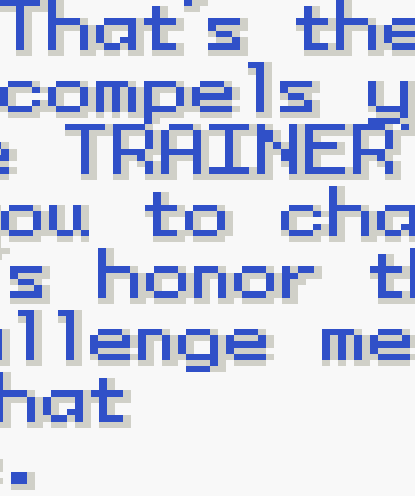 That's the
compels y
TRAINER'
ou to cha
s honor th
llenge me
hat
.